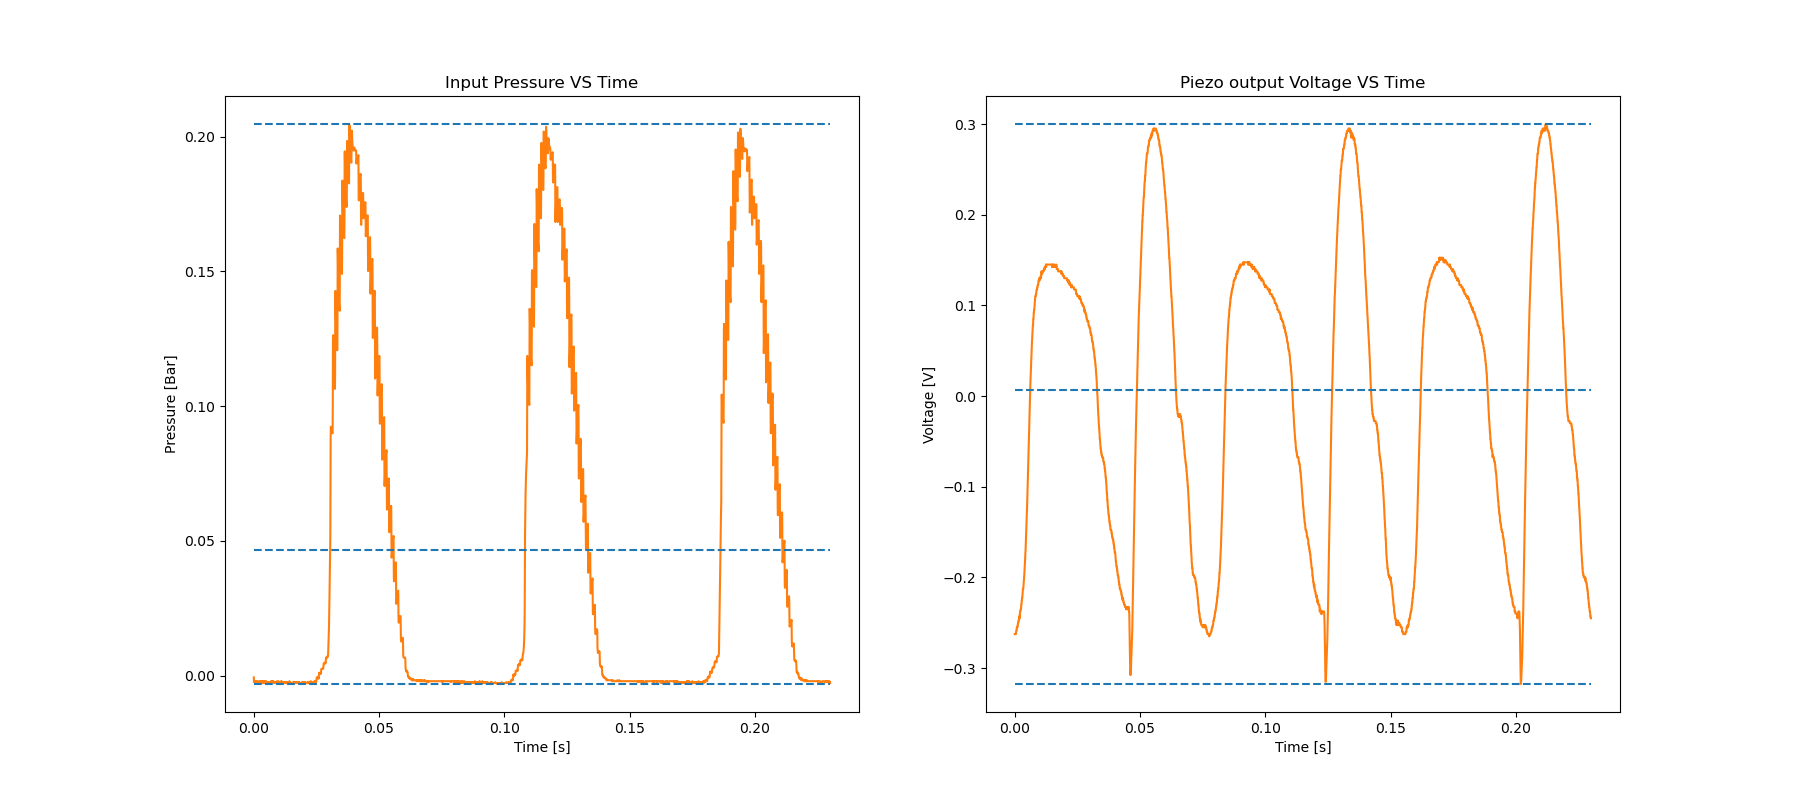 Input Pressure VS Time
Pressure [Bar]
0.20
0.15
0.10
0.05
0.00
0.00 0.05 0.10 0.15 0.20
Time [s]
Piezo output Voltage VS Time
Voltage [V]
0.3
0.2
0.1
0.0
−0.1
−0.2
−0.3
0.00 0.05 0.10 0.15 0.20
Time [s]